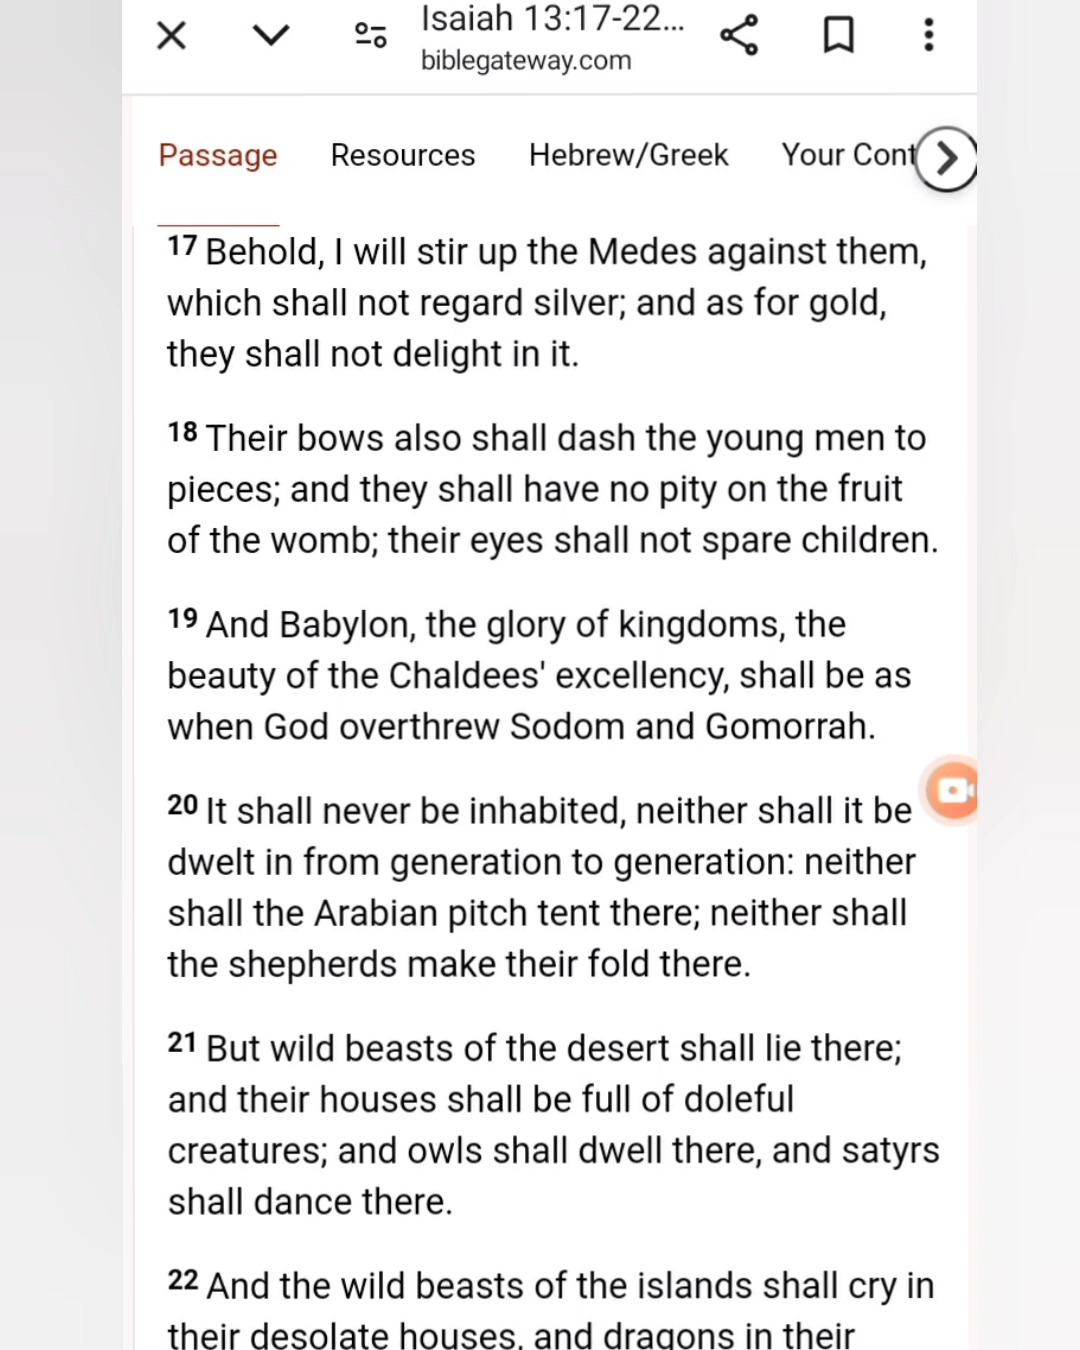 Isaiah 13:17-22...
biblegateway.com
Passage Resources Hebrew/Greek Your Cont
17 Behold, I will stir up the Medes against them,
which shall not regard silver; and as for gold,
they shall not delight in it.
18 Their bows also shall dash the young men to
pieces; and they shall have no pity on the fruit
of the womb; their eyes shall not spare children.
19 And Babylon, the glory of kingdoms, the
beauty of the Chaldees' excellency, shall be as
when God overthrew Sodom and Gomorrah.
20 It shall never be inhabited, neither shall it be
dwelt in from generation to generation: neither
shall the Arabian pitch tent there; neither shall
the shepherds make their fold there.
21 But wild beasts of the desert shall lie there;
and their houses shall be full of doleful
creatures; and owls shall dwell there, and satyrs
shall dance there.
22 And the wild beasts of the islands shall cry in
their desolate houses, and dragons in their